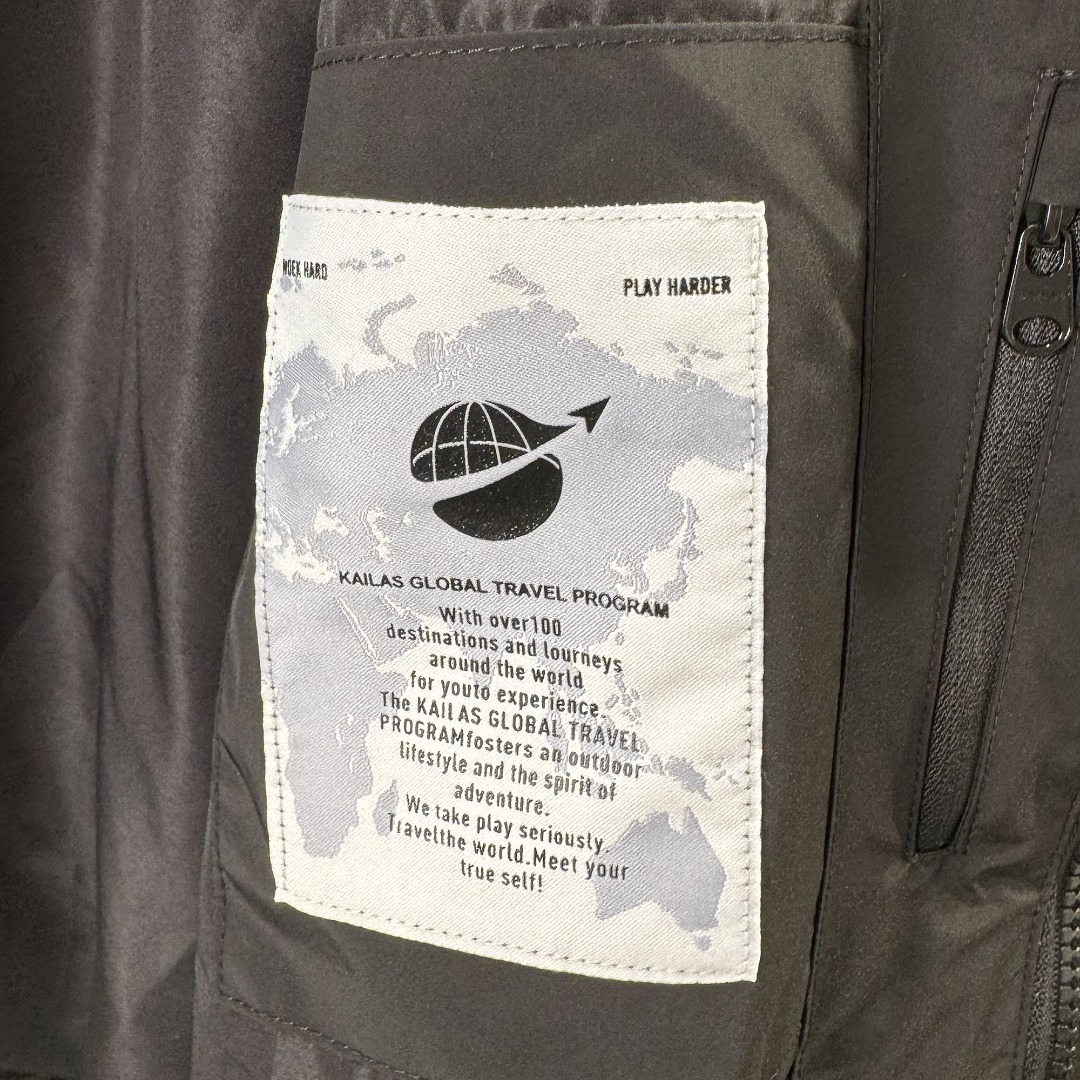 WORK HARD
PLAY HARDER
KAILAS GLOBAL TRAVEL PROGRAM
With over100
destinations and lourneys
around the world
for youto experience.
The KAILAS GLOBAL TRAVEL
PROGRAMfosters an outdoor
lifestyle and the spirit of
adventure.
We take play seriously.
Travelthe world.Meet your
true self!